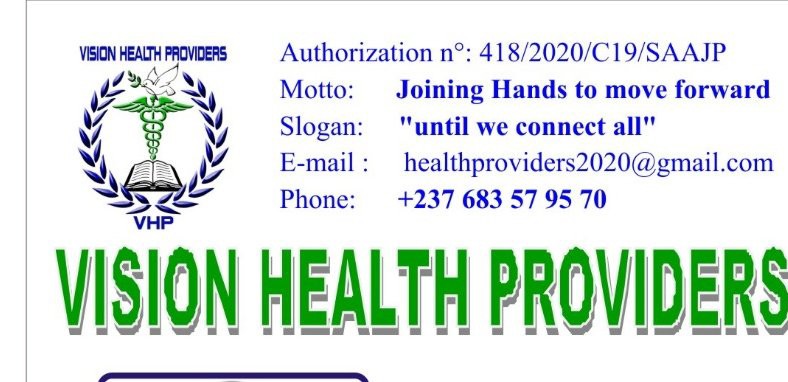 VISION HEALTH PROVIDERS
VHP
Authorization n°: 418/2020/C19/SAAJP
Motto: Joining Hands to move forward
Slogan: "until we connect all"
E-mail : healthproviders2020@gmail.com
Phone: +237 683 57 95 70
VISION HEALTH PROVIDERS